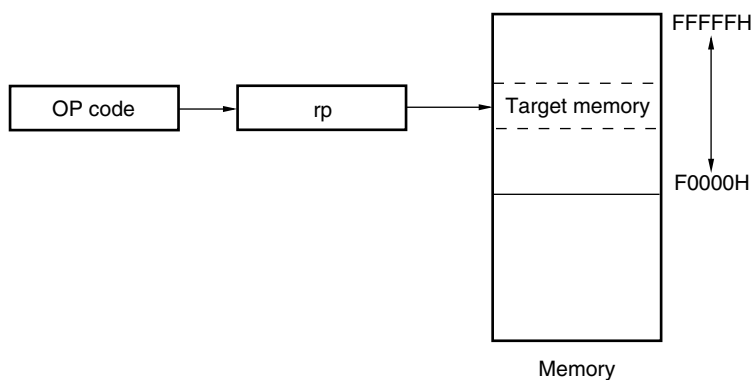 FFFFFH
OP code
rp
Target memory
F0000H
Memory